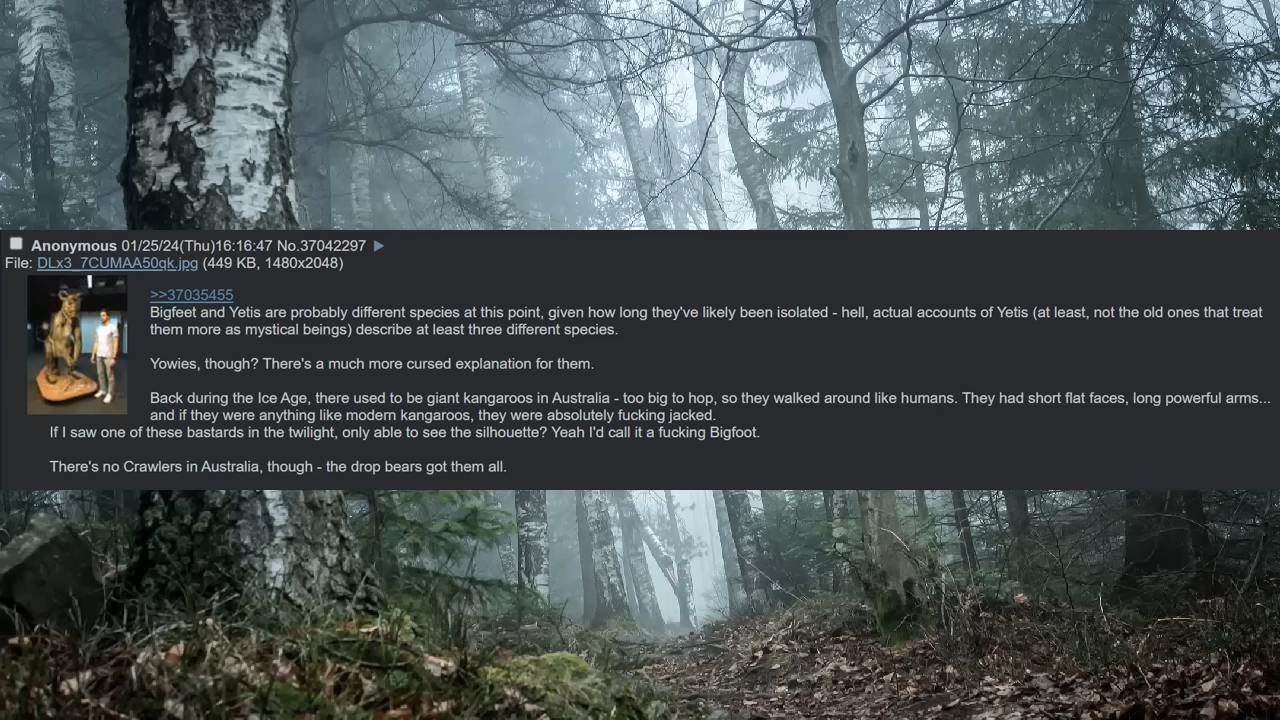 Anonymous 01/25/24(Thu)16:16:47 No.37042297
File: DLx3_7CUMAA50qk.jpg (449 KB, 1480x2048)
>>37035455
Bigfeet and Yetis are probably different species at this point, given how long they've likely been isolated - hell, actual accounts of Yetis (at least, not the old ones that treat
them more as mystical beings) describe at least three different species.
Yowies, though? There's a much more cursed explanation for them.
Back during the Ice Age, there used to be giant kangaroos in Australia - too big to hop, so they walked around like humans. They had short flat faces, long powerful arms...
and if they were anything like modern kangaroos, they were absolutely fucking jacked.
If I saw one of these bastards in the twilight, only able to see the silhouette? Yeah I'd call it a fucking Bigfoot.
There's no Crawlers in Australia, though - the drop bears got them all.